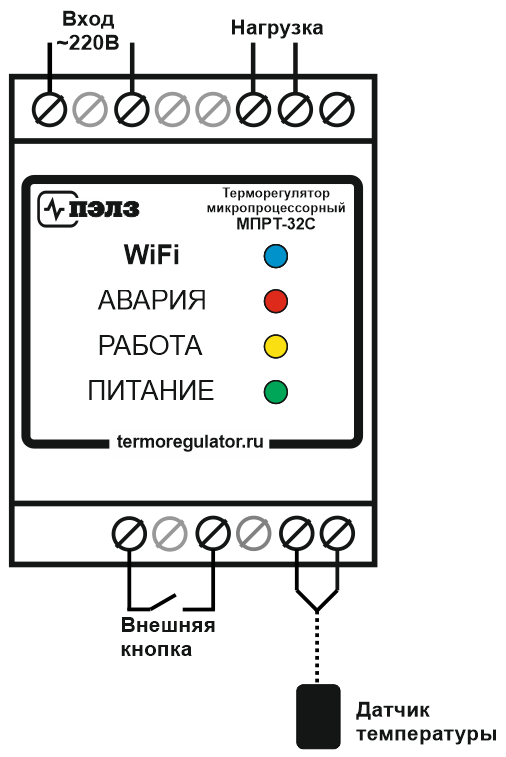 Вход
~220В
Нагрузка
пэлз
Терморегулятор
микропроцессорный
МПРТ-32С
WiFi
АВАРИЯ
РАБОТА
ПИТАНИЕ
termoregulator.ru
Внешняя
кнопка
Датчик
температуры